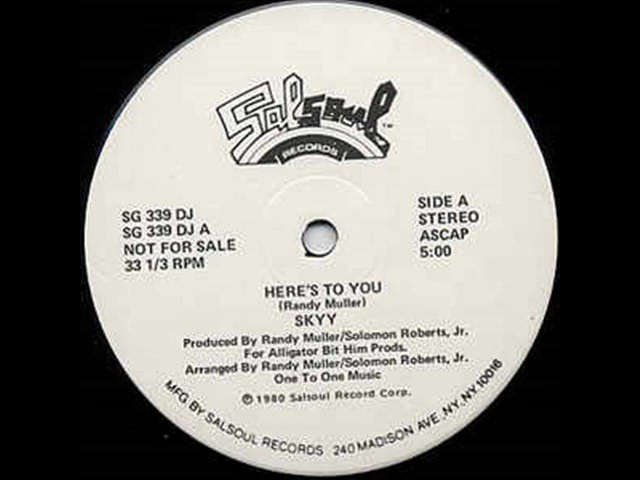 Salsoul
RECORDS
SG 339 DJ
SG 339 DJ A
NOT FOR SALE
33 1/3 RPM
SIDE A
STEREO
ASCAP
5:00
HERE'S TO YOU
(Randy Muller)
SKYY
Produced By Randy Muller/Solomon Roberts, Jr.
For Alligator Bit Him Prods.
Arranged By Randy Muller/Solomon Roberts, Jr.
One To One Music
℗ 1980 Salsoul Record Corp.
MFG BY SALSOUL RECORDS 240 MADISON AVE., NY, NY 10016